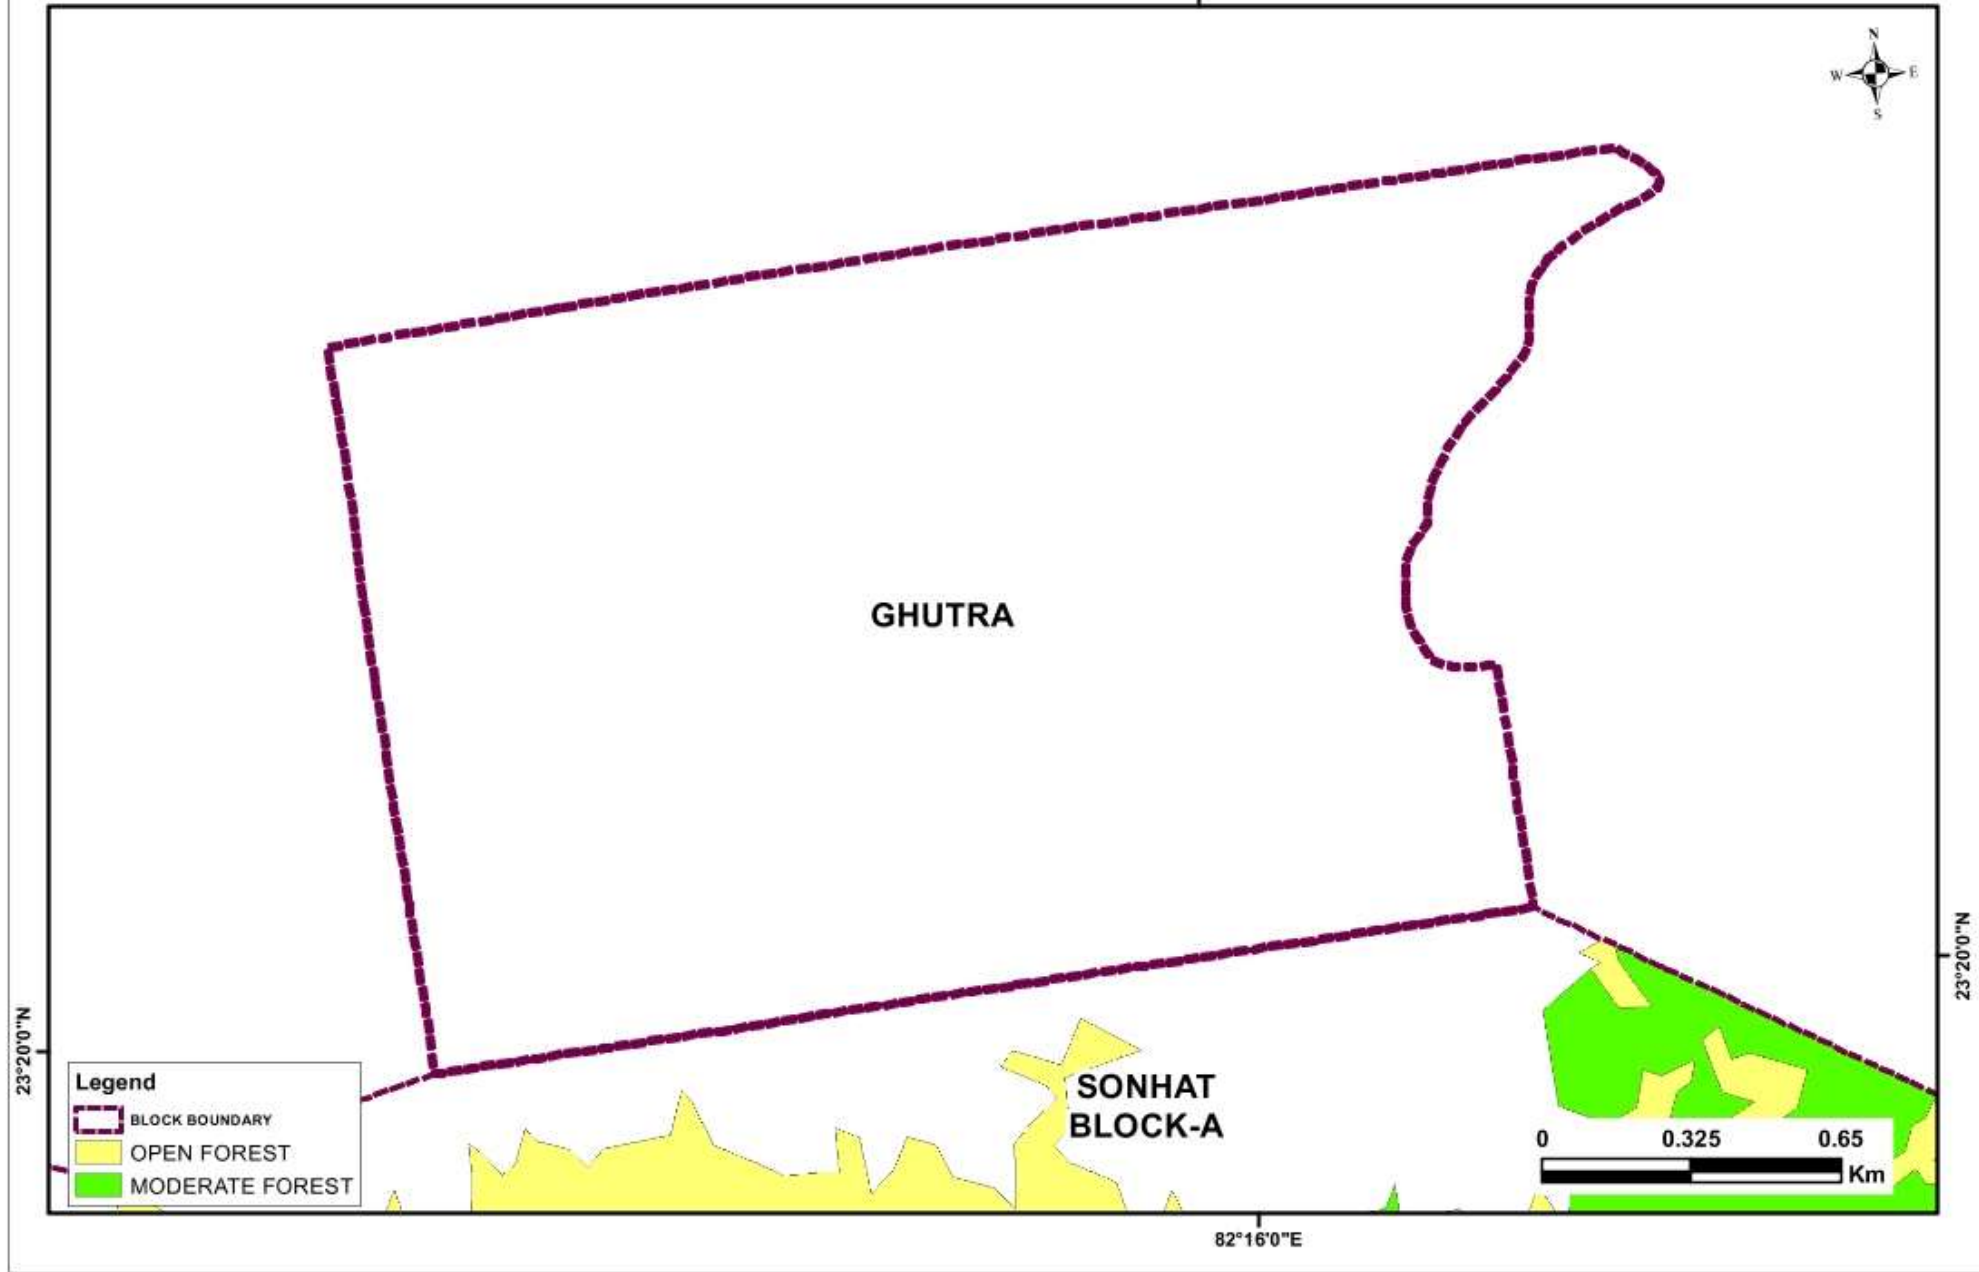 N
W E
S
GHUTRA
23°20'0"N
23°20'0"N
SONHAT
BLOCK-A
Legend
BLOCK BOUNDARY
OPEN FOREST
MODERATE FOREST
0 0.325 0.65
Km
82°16'0"E